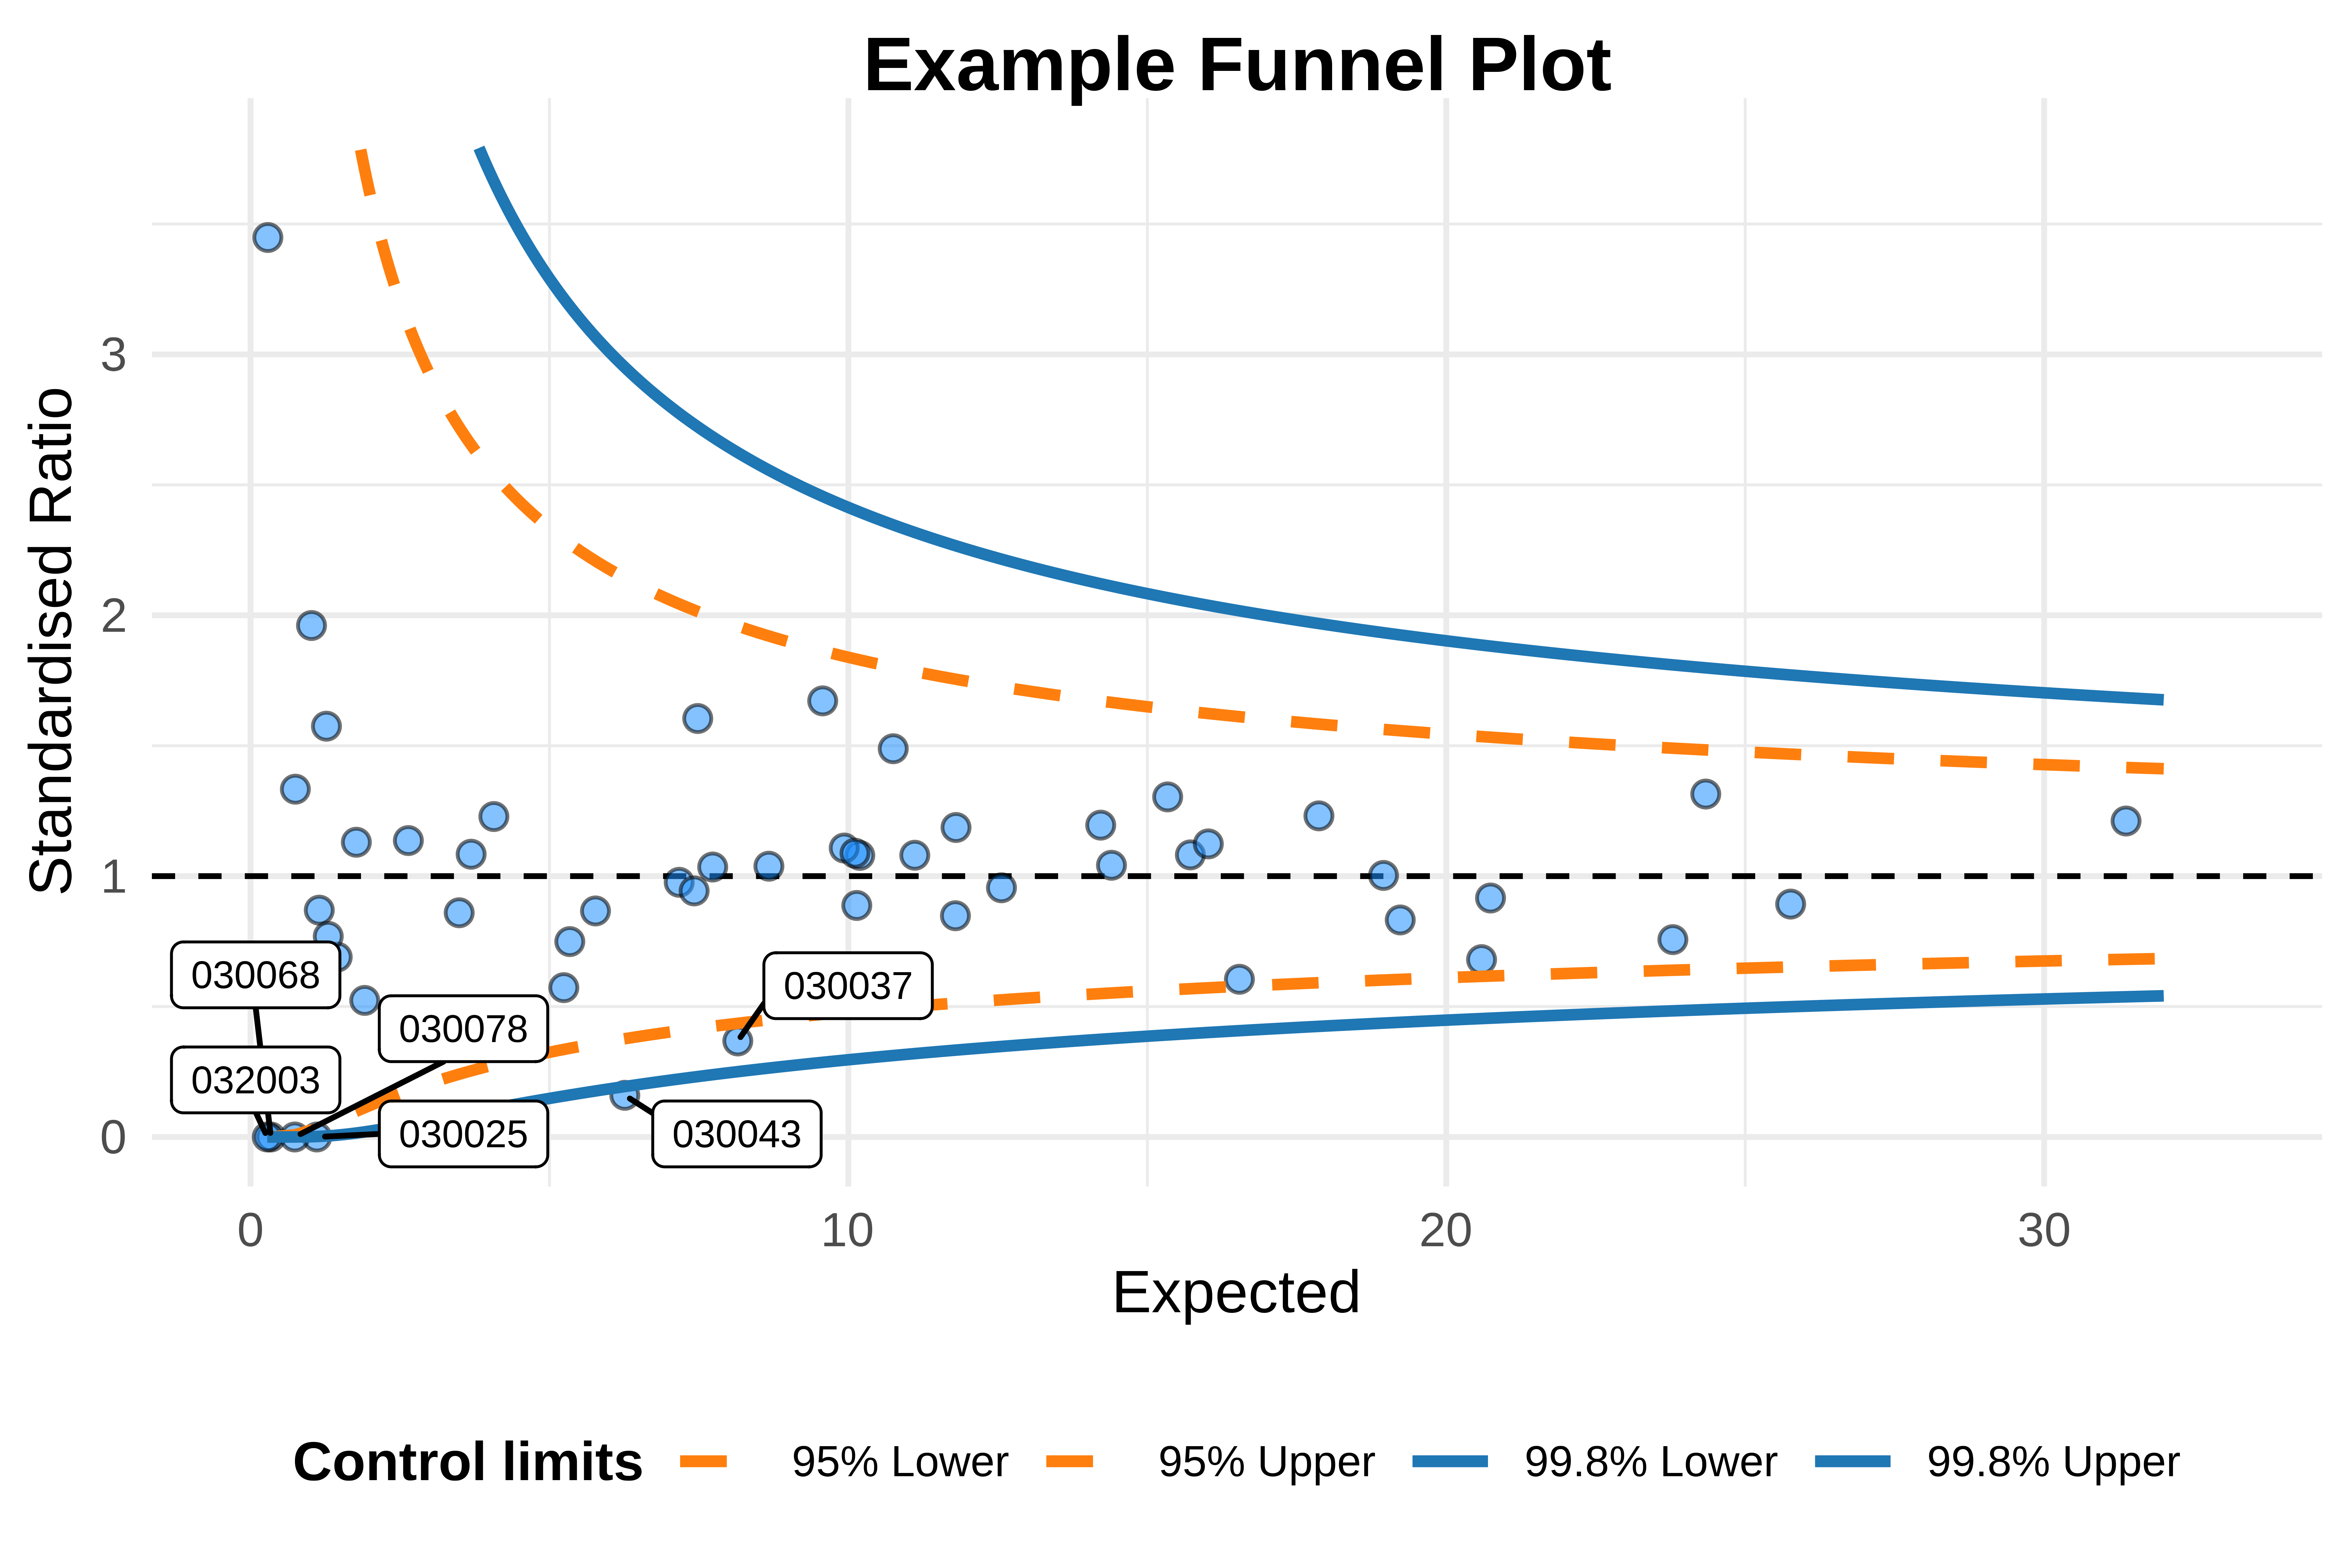 Example Funnel Plot
Standardised Ratio
3
2
1
0
030068
030037
030078
032003
030025
030043
0 10 20 30
Expected
Control limits 95% Lower 95% Upper 99.8% Lower 99.8% Upper